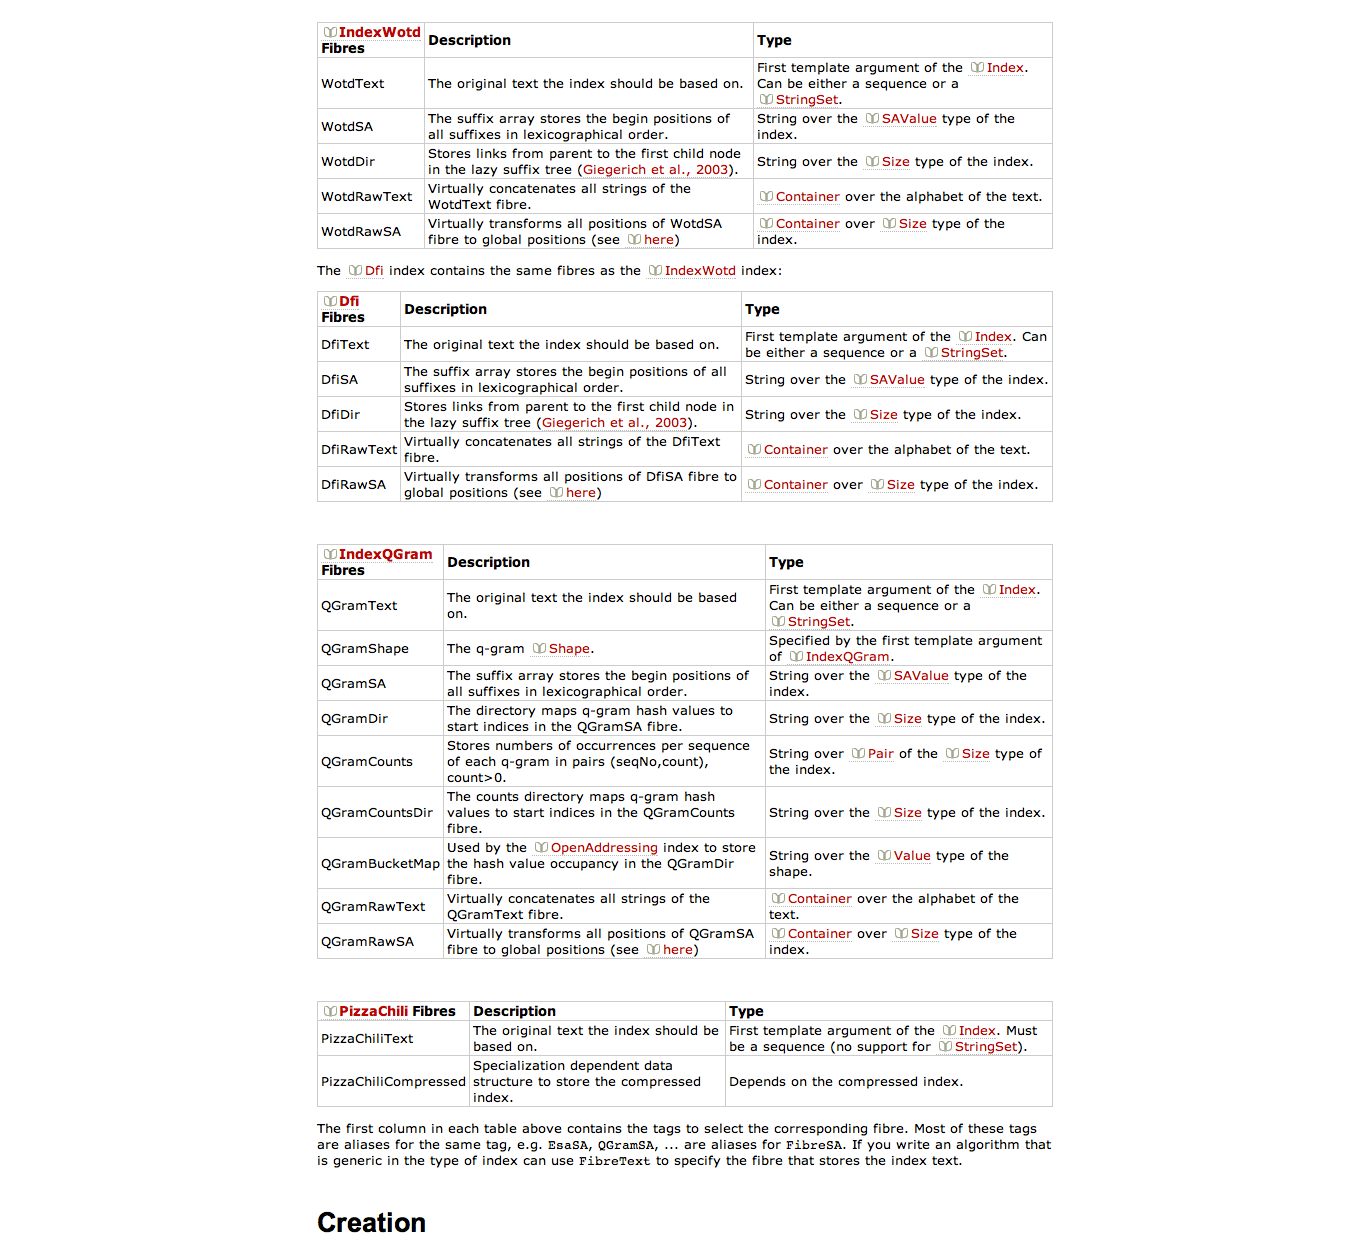 IndexWotd
Fibres
Description
Type
WotdText
The original text the index should be based on.
First template argument of the Index.
Can be either a sequence or a
StringSet.
WotdSA
The suffix array stores the begin positions of
all suffixes in lexicographical order.
String over the SAValue type of the
index.
WotdDir
Stores links from parent to the first child node
in the lazy suffix tree (Giegerich et al., 2003).
String over the Size type of the index.
WotdRawText
Virtually concatenates all strings of the
WotdText fibre.
Container over the alphabet of the text.
WotdRawSA
Virtually transforms all positions of WotdSA
fibre to global positions (see here)
Container over Size type of the
index.
The Dfi index contains the same fibres as the IndexWotd index:
Dfi
Fibres
Description
Type
DfiText
The original text the index should be based on.
First template argument of the Index. Can
be either a sequence or a StringSet.
DfiSA
The suffix array stores the begin positions of all
suffixes in lexicographical order.
String over the SAValue type of the index.
DfiDir
Stores links from parent to the first child node in
the lazy suffix tree (Giegerich et al., 2003).
String over the Size type of the index.
DfiRawText
Virtually concatenates all strings of the DfiText
fibre.
Container over the alphabet of the text.
DfiRawSA
Virtually transforms all positions of DfiSA fibre to
global positions (see here)
Container over Size type of the index.
IndexQGram
Fibres
Description
Type
QGramText
The original text the index should be based
on.
First template argument of the Index.
Can be either a sequence or a
StringSet.
QGramShape
The q-gram Shape.
Specified by the first template argument
of IndexQGram.
QGramSA
The suffix array stores the begin positions of
all suffixes in lexicographical order.
String over the SAValue type of the
index.
QGramDir
The directory maps q-gram hash values to
start indices in the QGramSA fibre.
String over the Size type of the index.
QGramCounts
Stores numbers of occurrences per sequence
of each q-gram in pairs (seqNo,count),
count>0.
String over Pair of the Size type of
the index.
QGramCountsDir
The counts directory maps q-gram hash
values to start indices in the QGramCounts
fibre.
String over the Size type of the index.
QGramBucketMap
Used by the OpenAddressing index to store
the hash value occupancy in the QGramDir
fibre.
String over the Value type of the
shape.
QGramRawText
Virtually concatenates all strings of the
QGramText fibre.
Container over the alphabet of the
text.
QGramRawSA
Virtually transforms all positions of QGramSA
fibre to global positions (see here)
Container over Size type of the
index.
PizzaChili Fibres
Description
Type
PizzaChiliText
The original text the index should be
based on.
First template argument of the Index. Must
be a sequence (no support for StringSet).
PizzaChiliCompressed
Specialization dependent data
structure to store the compressed
index.
Depends on the compressed index.
The first column in each table above contains the tags to select the corresponding fibre. Most of these tags
are aliases for the same tag, e.g. EsaSA, QGramSA, ... are aliases for FibreSA. If you write an algorithm that
is generic in the type of index can use FibreText to specify the fibre that stores the index text.
Creation